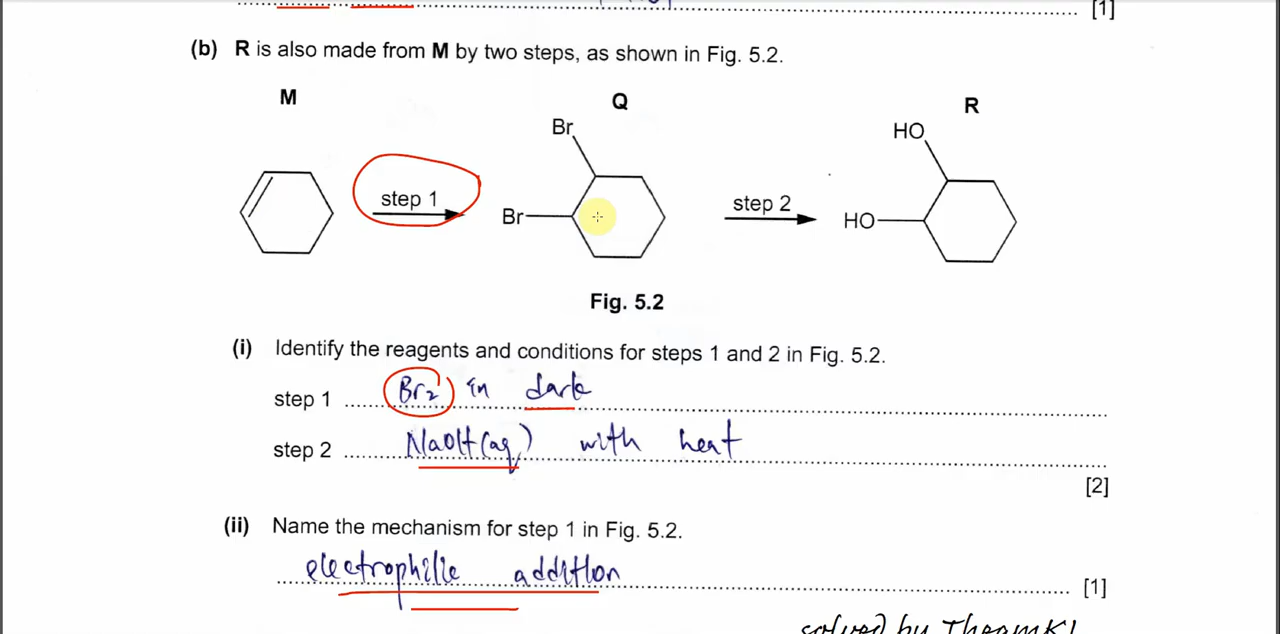 [1]
(b) R is also made from M by two steps, as shown in Fig. 5.2.
M Q R
Br HO
step 1 Br step 2 HO
Fig. 5.2
(i) Identify the reagents and conditions for steps 1 and 2 in Fig. 5.2.
step 1 Br2 in dark
step 2 NaOH(aq) with heat
[2]
(ii) Name the mechanism for step 1 in Fig. 5.2.
electrophilic addition [1]
solved by